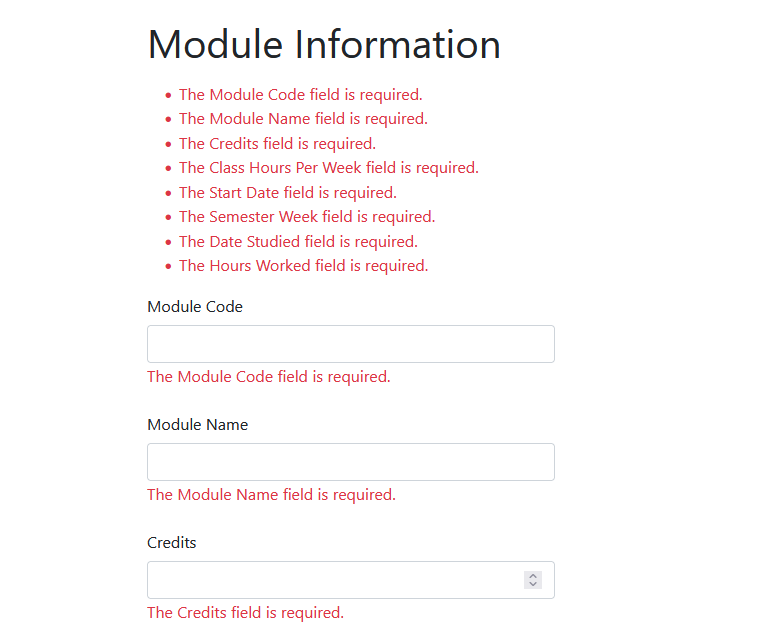 Module Information
The Module Code field is required.
The Module Name field is required.
The Credits field is required.
The Class Hours Per Week field is required.
The Start Date field is required.
The Semester Week field is required.
The Date Studied field is required.
The Hours Worked field is required.
Module Code
The Module Code field is required.
Module Name
The Module Name field is required.
Credits
The Credits field is required.